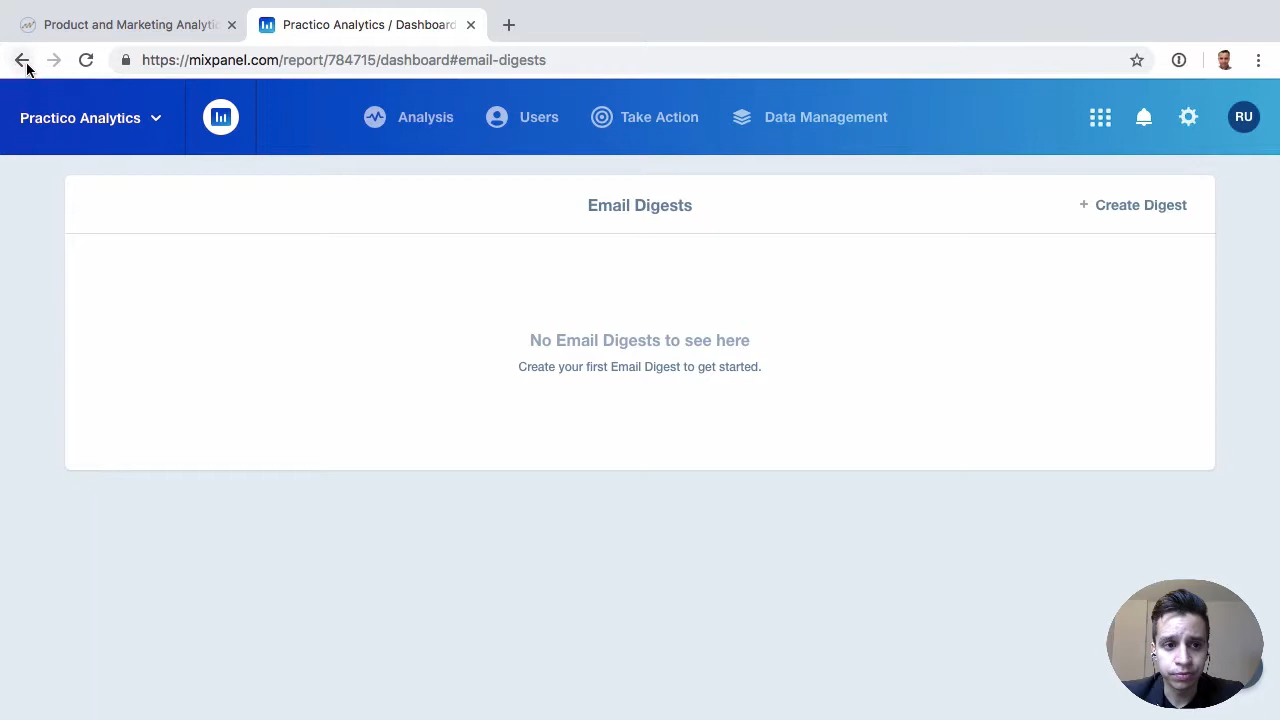 Product and Marketing Analytic
Practico Analytics / Dashboard
https://mixpanel.com/report/784715/dashboard#email-digests
Practico Analytics
Analysis
Users
Take Action
Data Management
RU
Email Digests
+ Create Digest
No Email Digests to see here
Create your first Email Digest to get started.